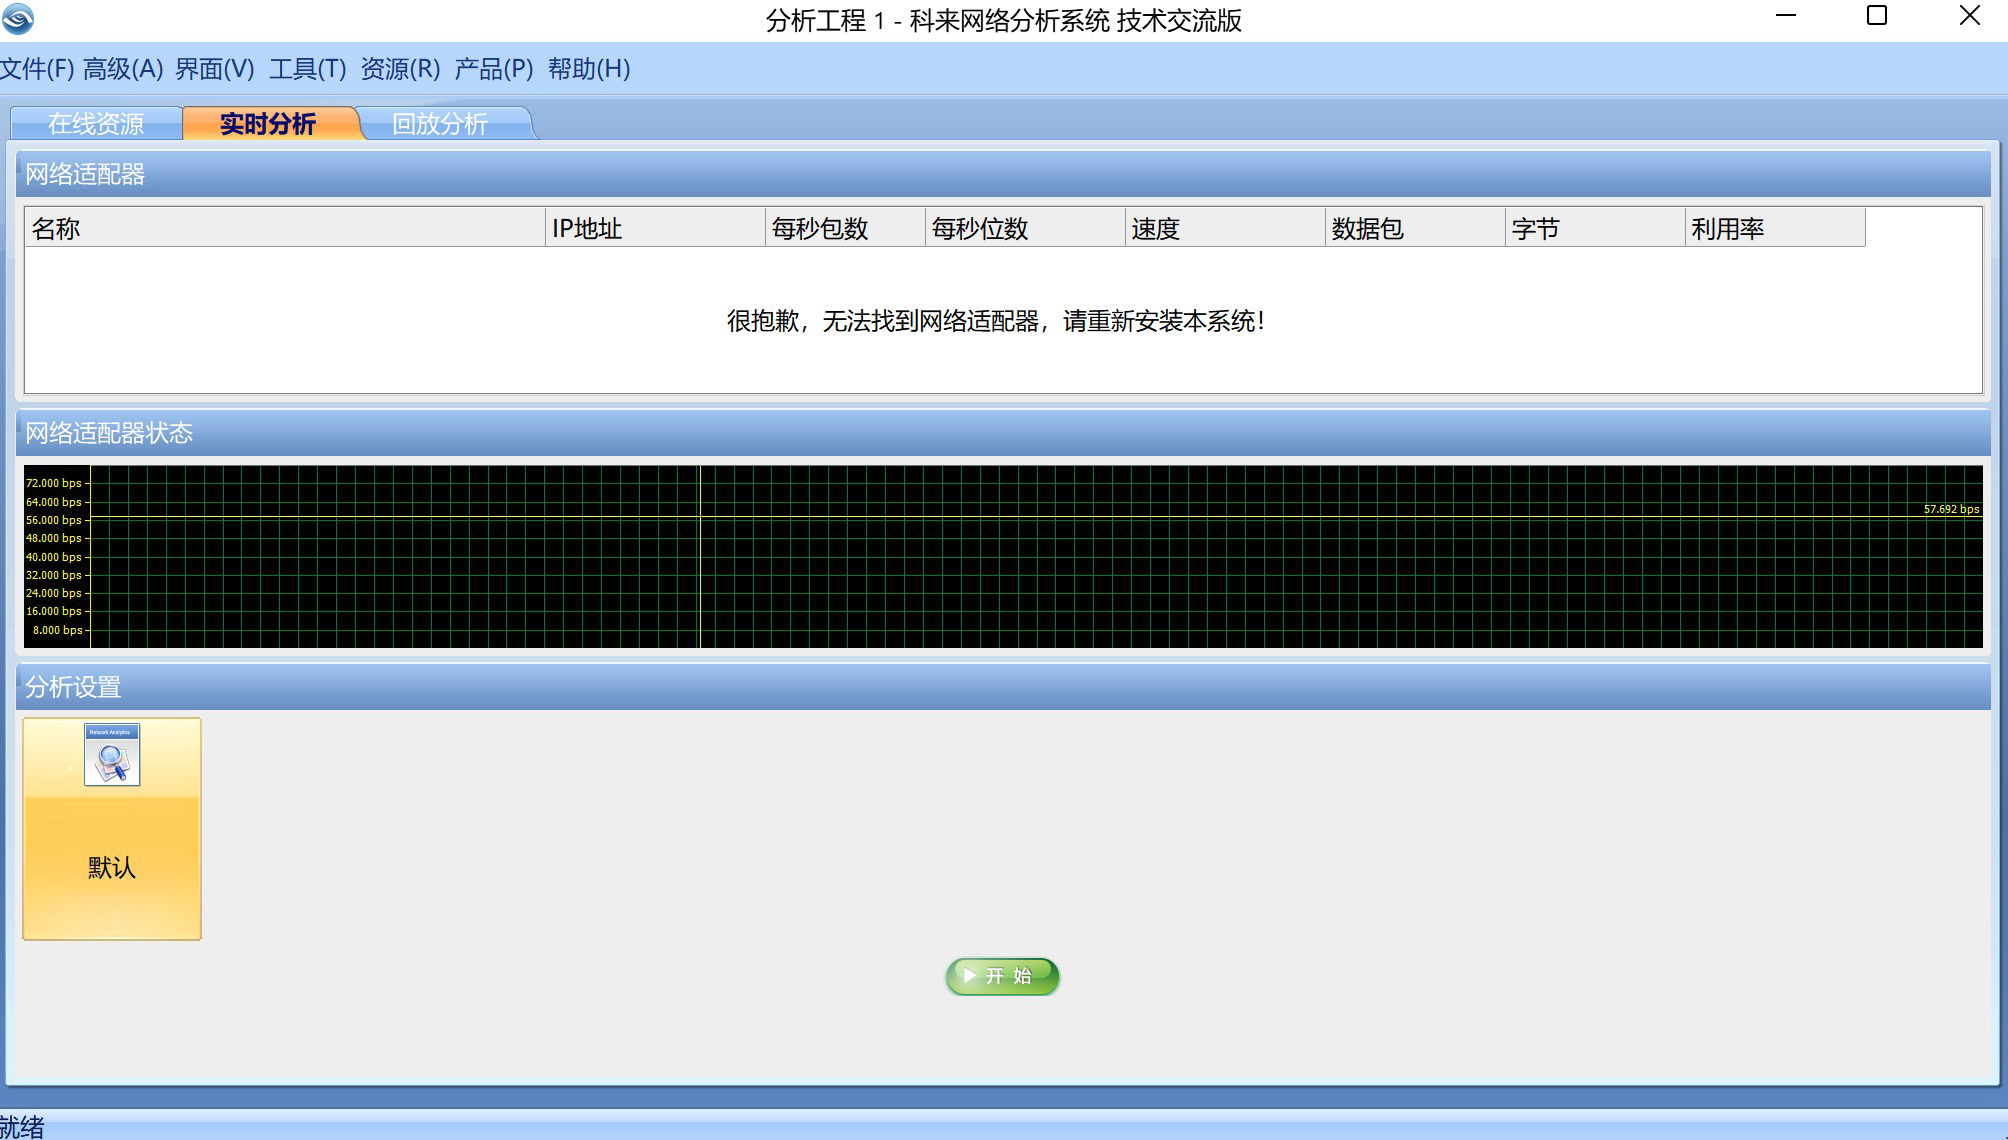 分析工程 1 - 科来网络分析系统 技术交流版
文件(F) 高级(A) 界面(V) 工具(T) 资源(R) 产品(P) 帮助(H)
在线资源 实时分析 回放分析
网络适配器
名称 IP地址 每秒包数 每秒位数 速度 数据包 字节 利用率
很抱歉，无法找到网络适配器，请重新安装本系统！
网络适配器状态
72.000 bps
64.000 bps
57.692 bps
56.000 bps
48.000 bps
40.000 bps
32.000 bps
24.000 bps
16.000 bps
8.000 bps
分析设置
Network Analytics
默认
开 始
就绪